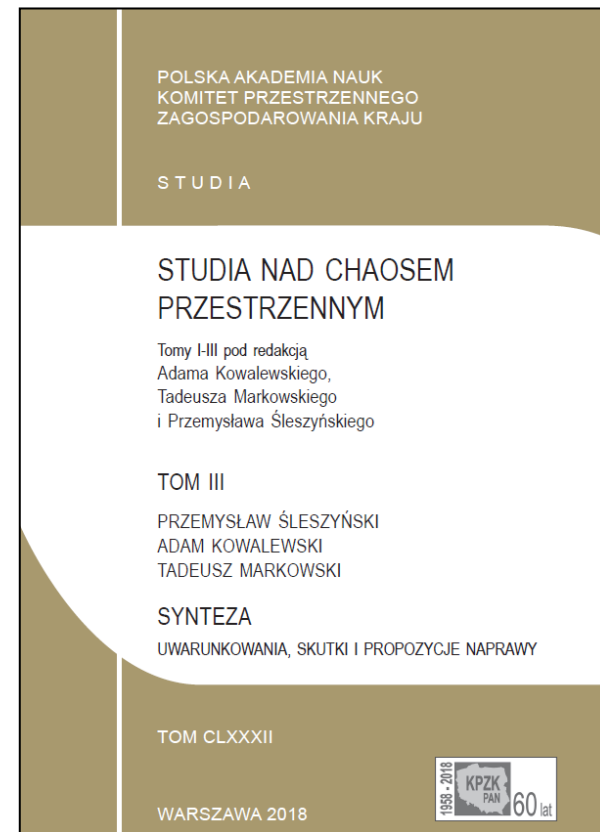 POLSKA AKADEMIA NAUK
KOMITET PRZESTRZENNEGO
ZAGOSPODAROWANIA KRAJU
STUDIA
STUDIA NAD CHAOSEM
PRZESTRZENNYM
Tomy I-III pod redakcją
Adama Kowalewskiego,
Tadeusza Markowskiego
i Przemysława Śleszyńskiego
TOM III
PRZEMYSŁAW ŚLESZYŃSKI
ADAM KOWALEWSKI
TADEUSZ MARKOWSKI
SYNTEZA
UWARUNKOWANIA, SKUTKI I PROPOZYCJE NAPRAWY
TOM CLXXXII
WARSZAWA 2018
1958 - 2018
KPZK
PAN
60 lat